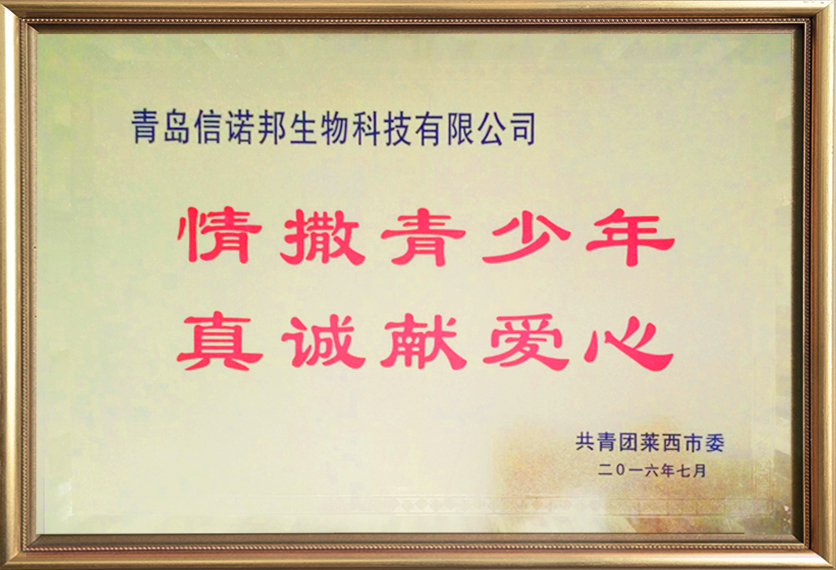 青岛信诺邦生物科技有限公司
情撒青少年
真诚献爱心
共青团莱西市委
二〇一六年七月